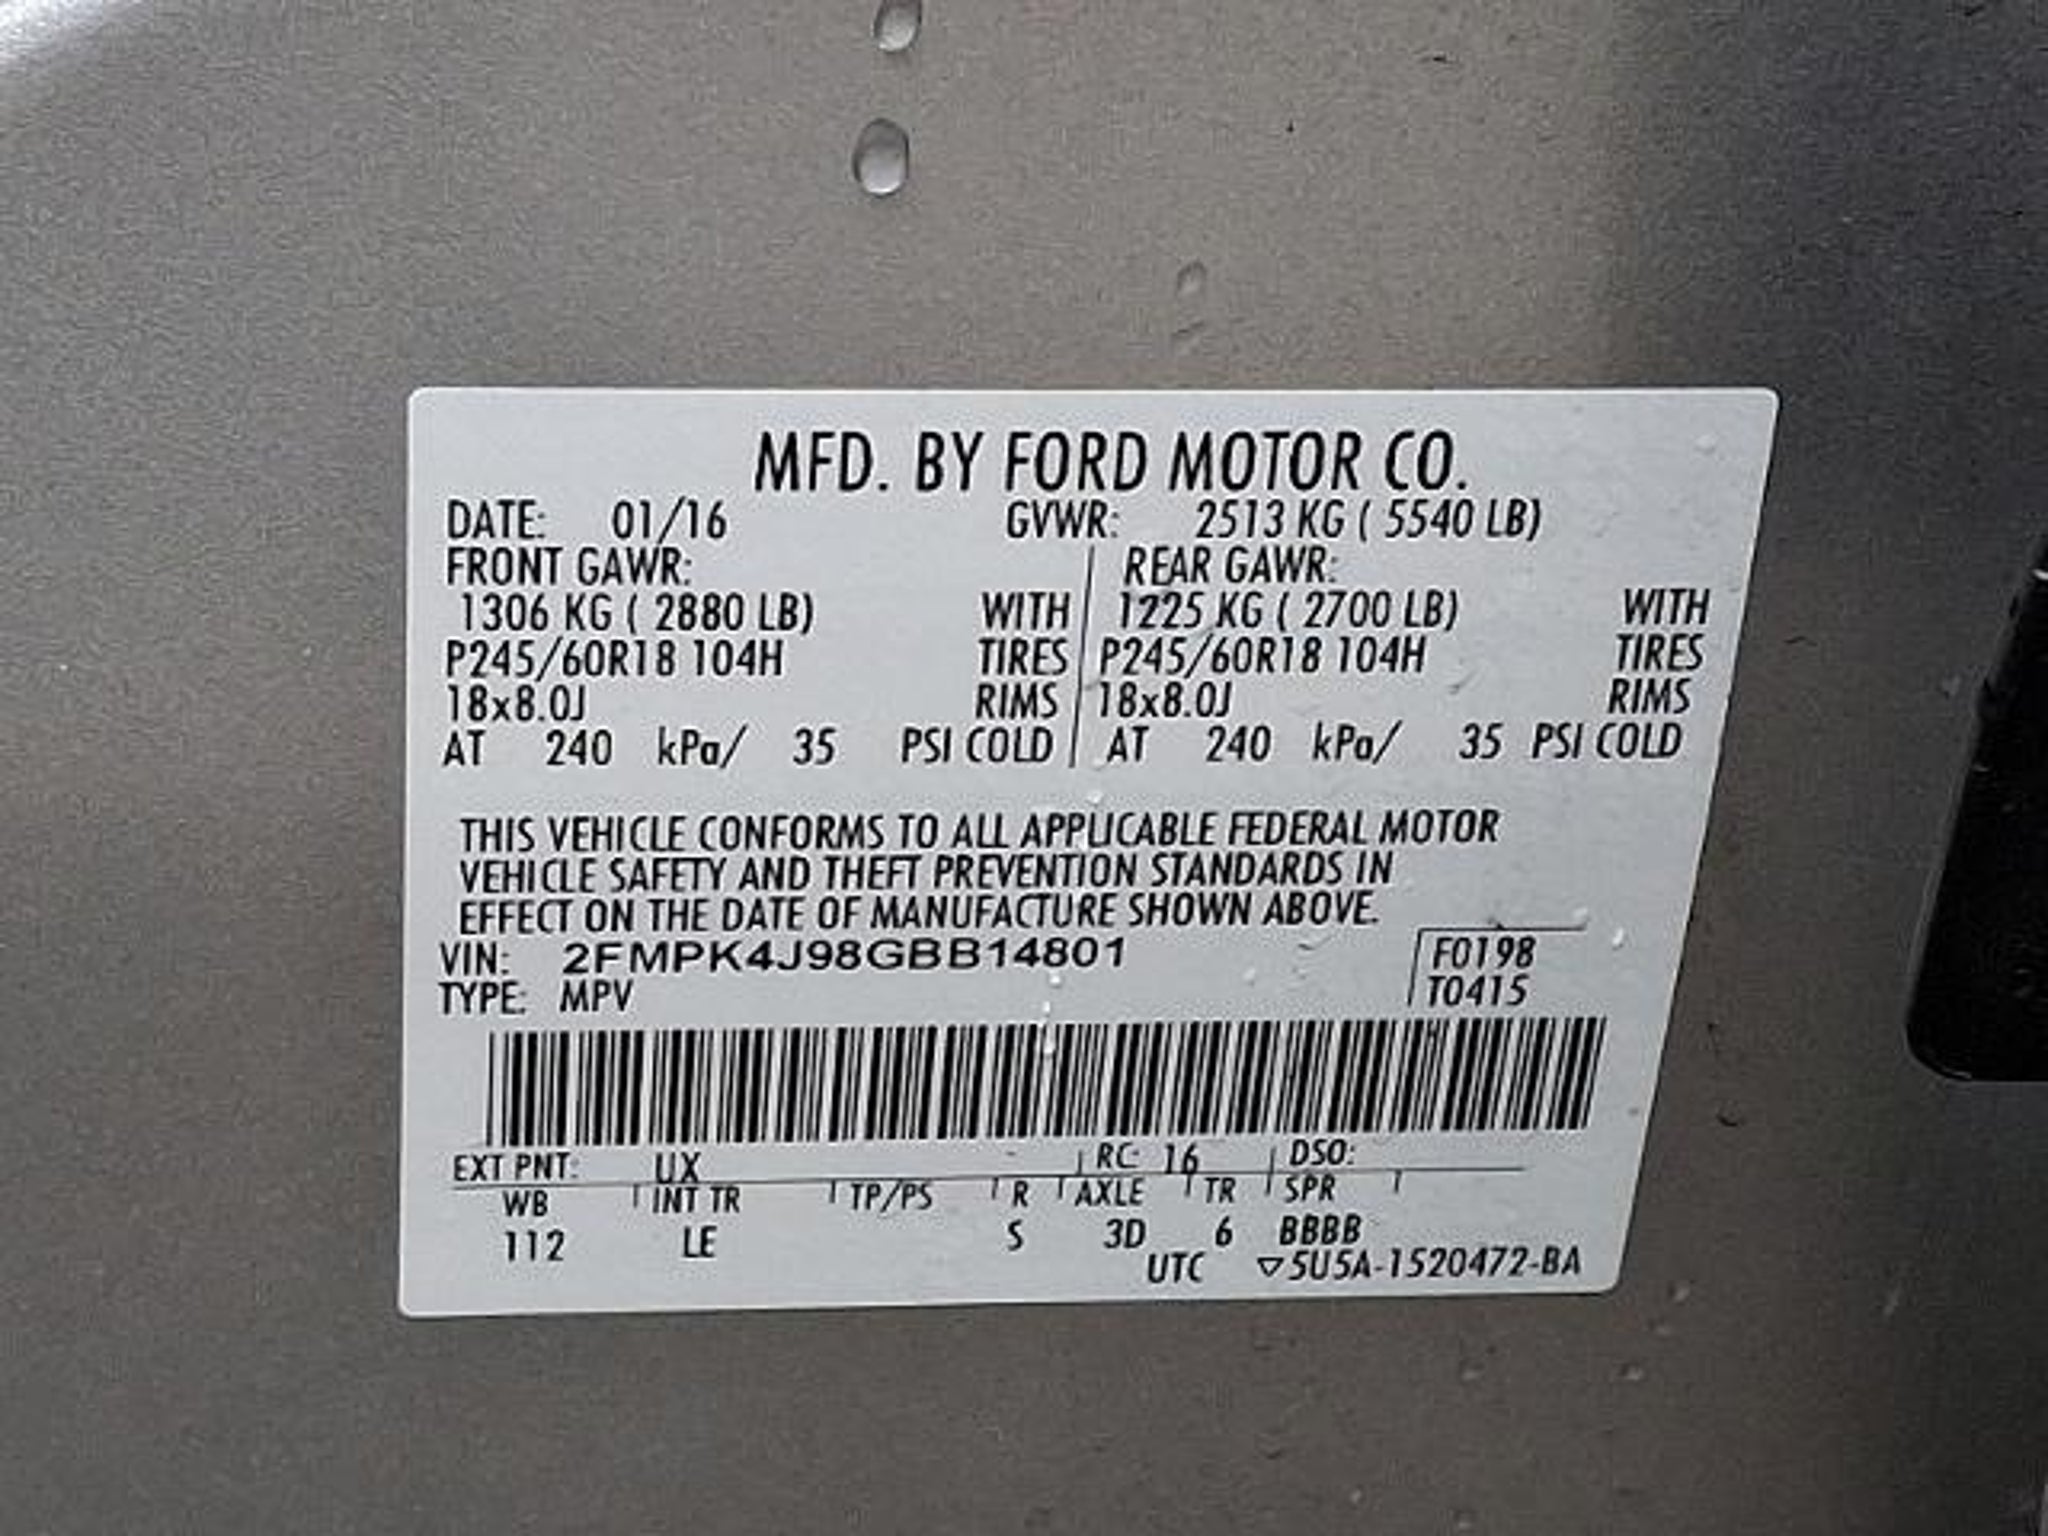 MFD. BY FORD MOTOR CO.
DATE: 01/16 GVWR: 2513 KG ( 5540 LB)
FRONT GAWR: REAR GAWR:
1306 KG ( 2880 LB) WITH 1225 KG ( 2700 LB) WITH
P245/60R18 104H TIRES P245/60R18 104H TIRES
18x8.0J RIMS 18x8.0J RIMS
AT 240 kPa/ 35 PSI COLD AT 240 kPa/ 35 PSI COLD
THIS VEHICLE CONFORMS TO ALL APPLICABLE FEDERAL MOTOR
VEHICLE SAFETY AND THEFT PREVENTION STANDARDS IN
EFFECT ON THE DATE OF MANUFACTURE SHOWN ABOVE.
VIN: 2FMPK4J98GBB14801 F0198
TYPE: MPV T0415
EXT PNT: UX RC: 16 DSO:
WB INT TR TP/PS R AXLE TR SPR
112 LE S 3D 6 BBBB
UTC ▽5U5A-1520472-BA